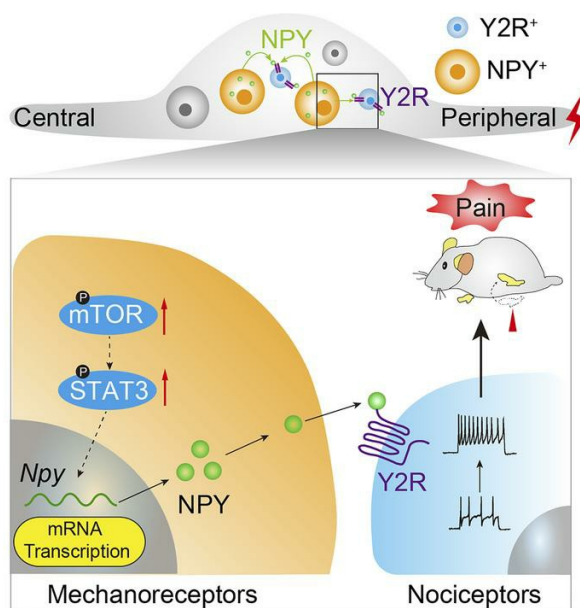 NPY
Y2R⁺
NPY⁺
Y2R
Central
Peripheral
Pain
P
mTOR
P
STAT3
Npy
NPY
Y2R
mRNA
Transcription
Mechanoreceptors
Nociceptors